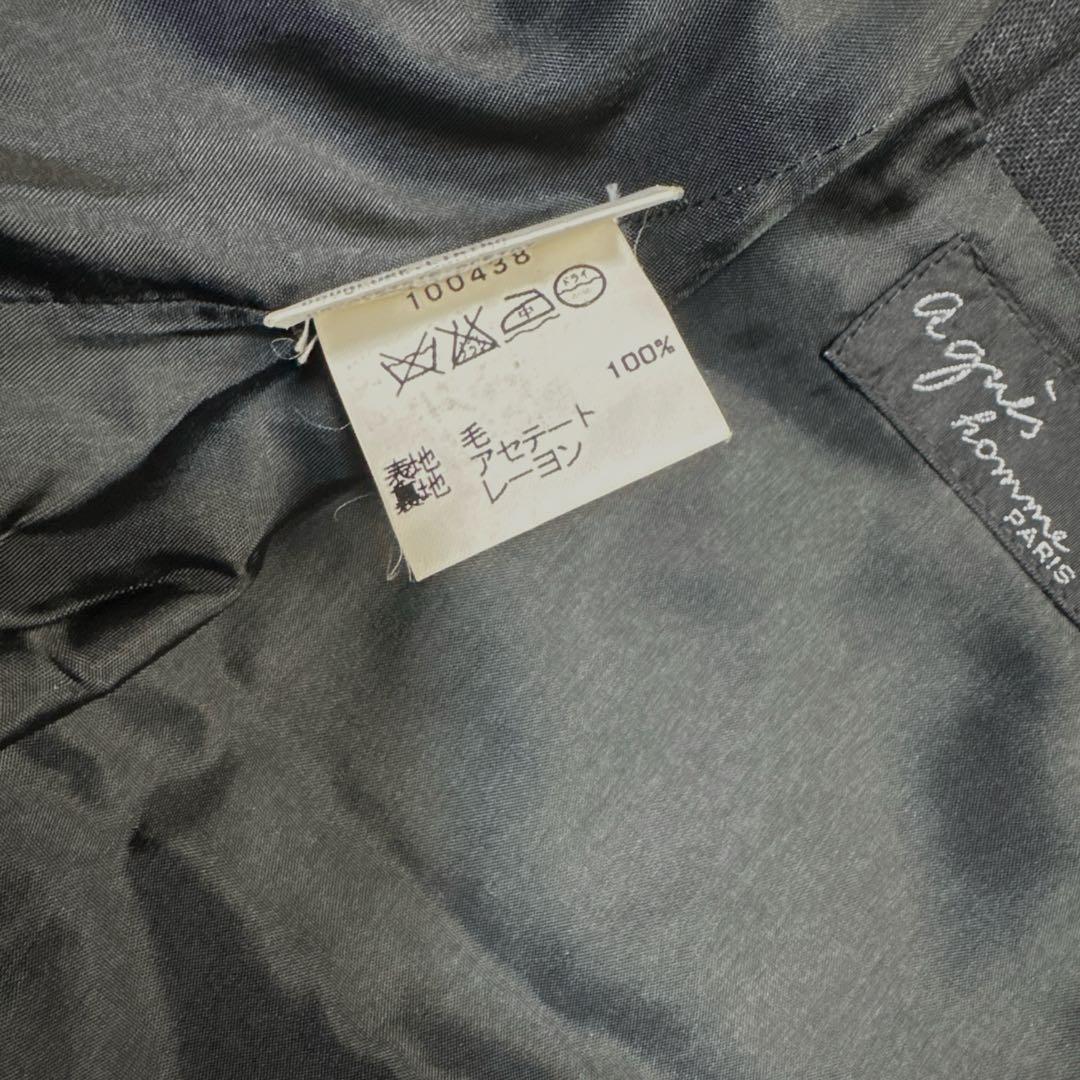 100438
ドライ
中
100%
表地 毛
裏地 アセテート
レーヨン
agnès
homme
PARIS